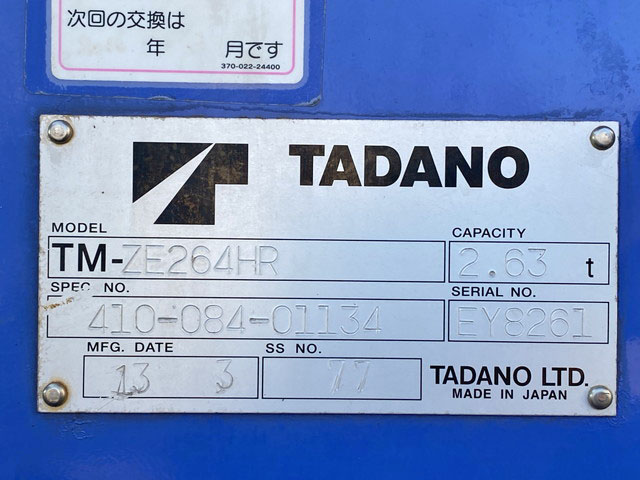 次回の交換は
年 月です
370-022-24400
TADANO
MODEL
TM-ZE264HR
CAPACITY
2.63 t
SPEC NO.
410-084-01134
SERIAL NO.
EY8261
MFG. DATE
13 3
SS NO.
77
TADANO LTD.
MADE IN JAPAN